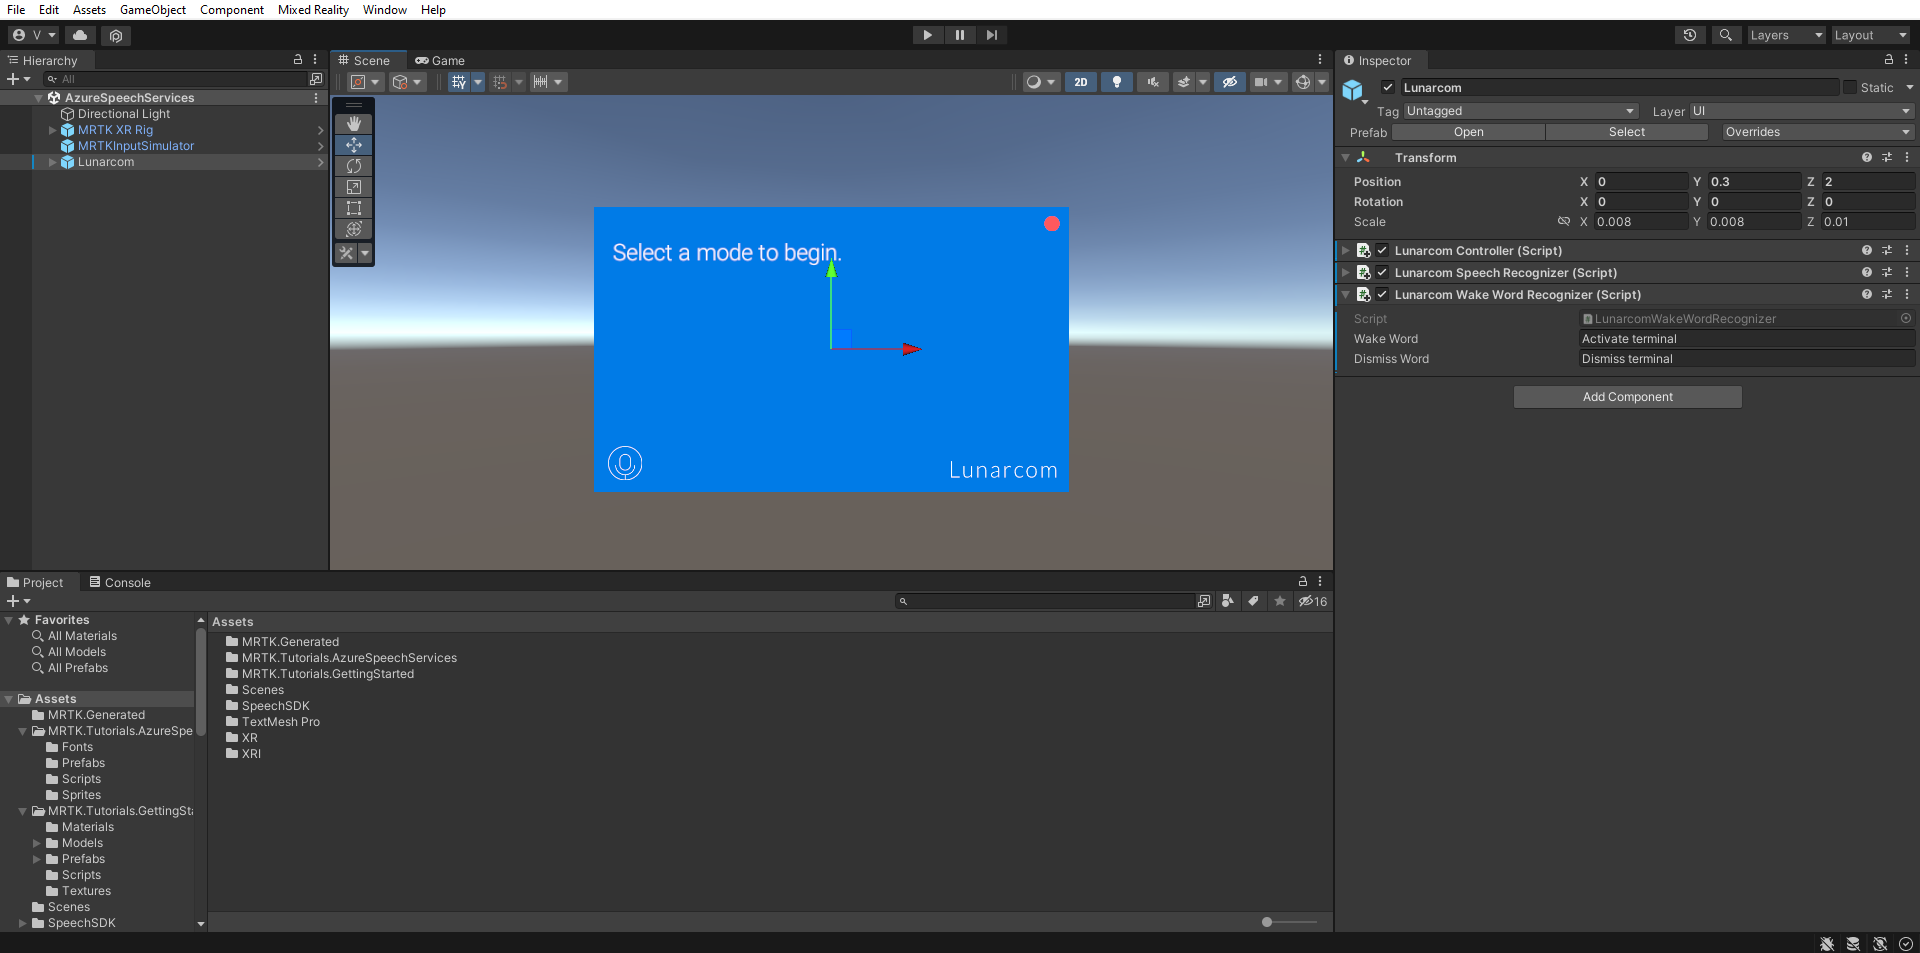 File Edit Assets GameObject Component Mixed Reality Window Help
V Layers Layout
Hierarchy
All
AzureSpeechServices
Directional Light
MRTK XR Rig
MRTKInputSimulator
Lunarcom
Scene Game
2D
Select a mode to begin.
Lunarcom
Inspector
Lunarcom Static
Tag Untagged Layer UI
Prefab Open Select Overrides
Transform
Position X 0 Y 0.3 Z 2
Rotation X 0 Y 0 Z 0
Scale X 0.008 Y 0.008 Z 0.01
Lunarcom Controller (Script)
Lunarcom Speech Recognizer (Script)
Lunarcom Wake Word Recognizer (Script)
Script LunarcomWakeWordRecognizer
Wake Word Activate terminal
Dismiss Word Dismiss terminal
Add Component
Project Console
16
Favorites
All Materials
All Models
All Prefabs
Assets
MRTK.Generated
MRTK.Tutorials.AzureSpe
Fonts
Prefabs
Scripts
Sprites
MRTK.Tutorials.GettingSta
Materials
Models
Prefabs
Scripts
Textures
Scenes
SpeechSDK
Assets
MRTK.Generated
MRTK.Tutorials.AzureSpeechServices
MRTK.Tutorials.GettingStarted
Scenes
SpeechSDK
TextMesh Pro
XR
XRI